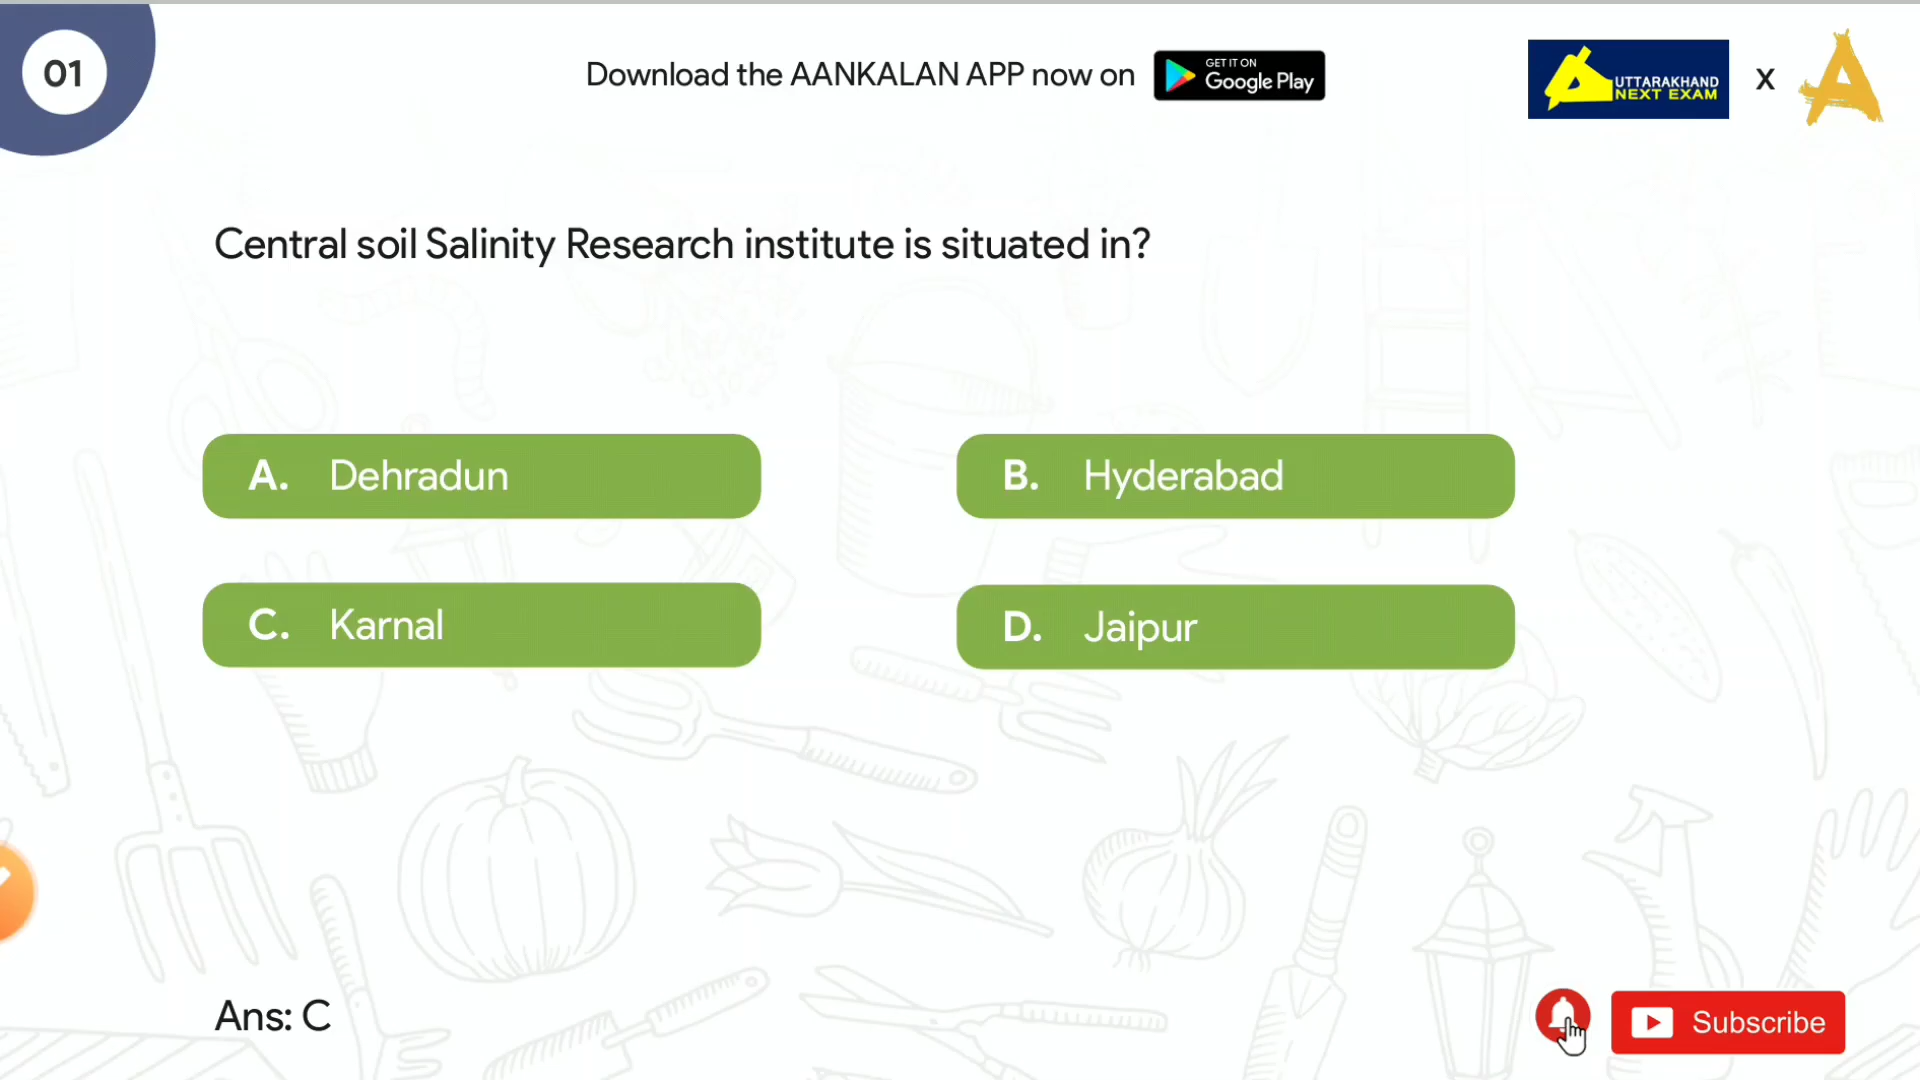 01
Download the AANKALAN APP now on
GET IT ON
Google Play
UTTARAKHAND
NEXT EXAM
X
Central soil Salinity Research institute is situated in?
A. Dehradun
B. Hyderabad
C. Karnal
D. Jaipur
Ans: C
Subscribe